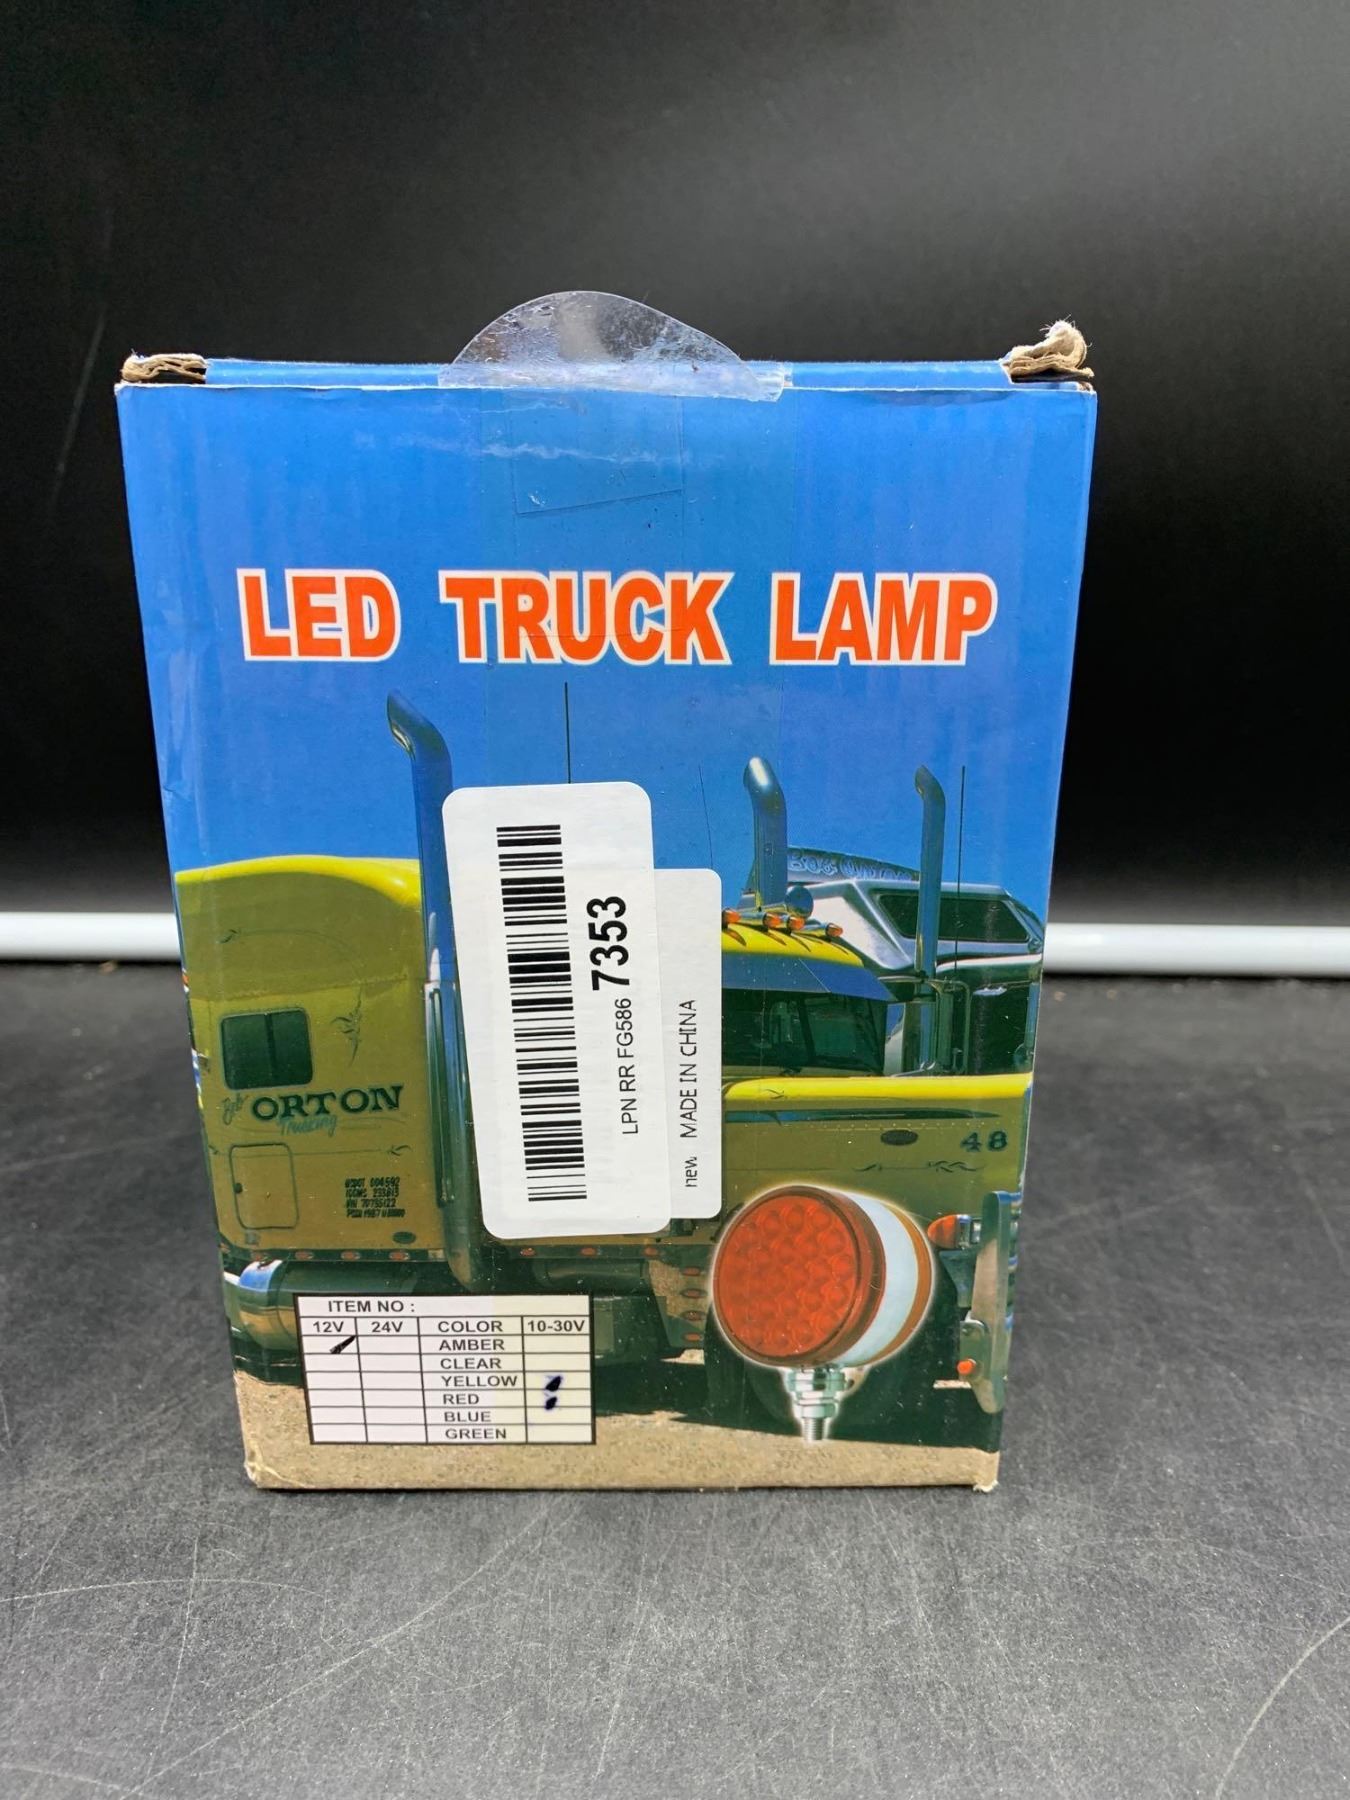 LED TRUCK LAMP
LPN RR FG586 7353
new MADE IN CHINA
ORTON
Trucking
48
ITEM NO :
12V 24V COLOR 10-30V
AMBER
CLEAR
YELLOW
RED
BLUE
GREEN